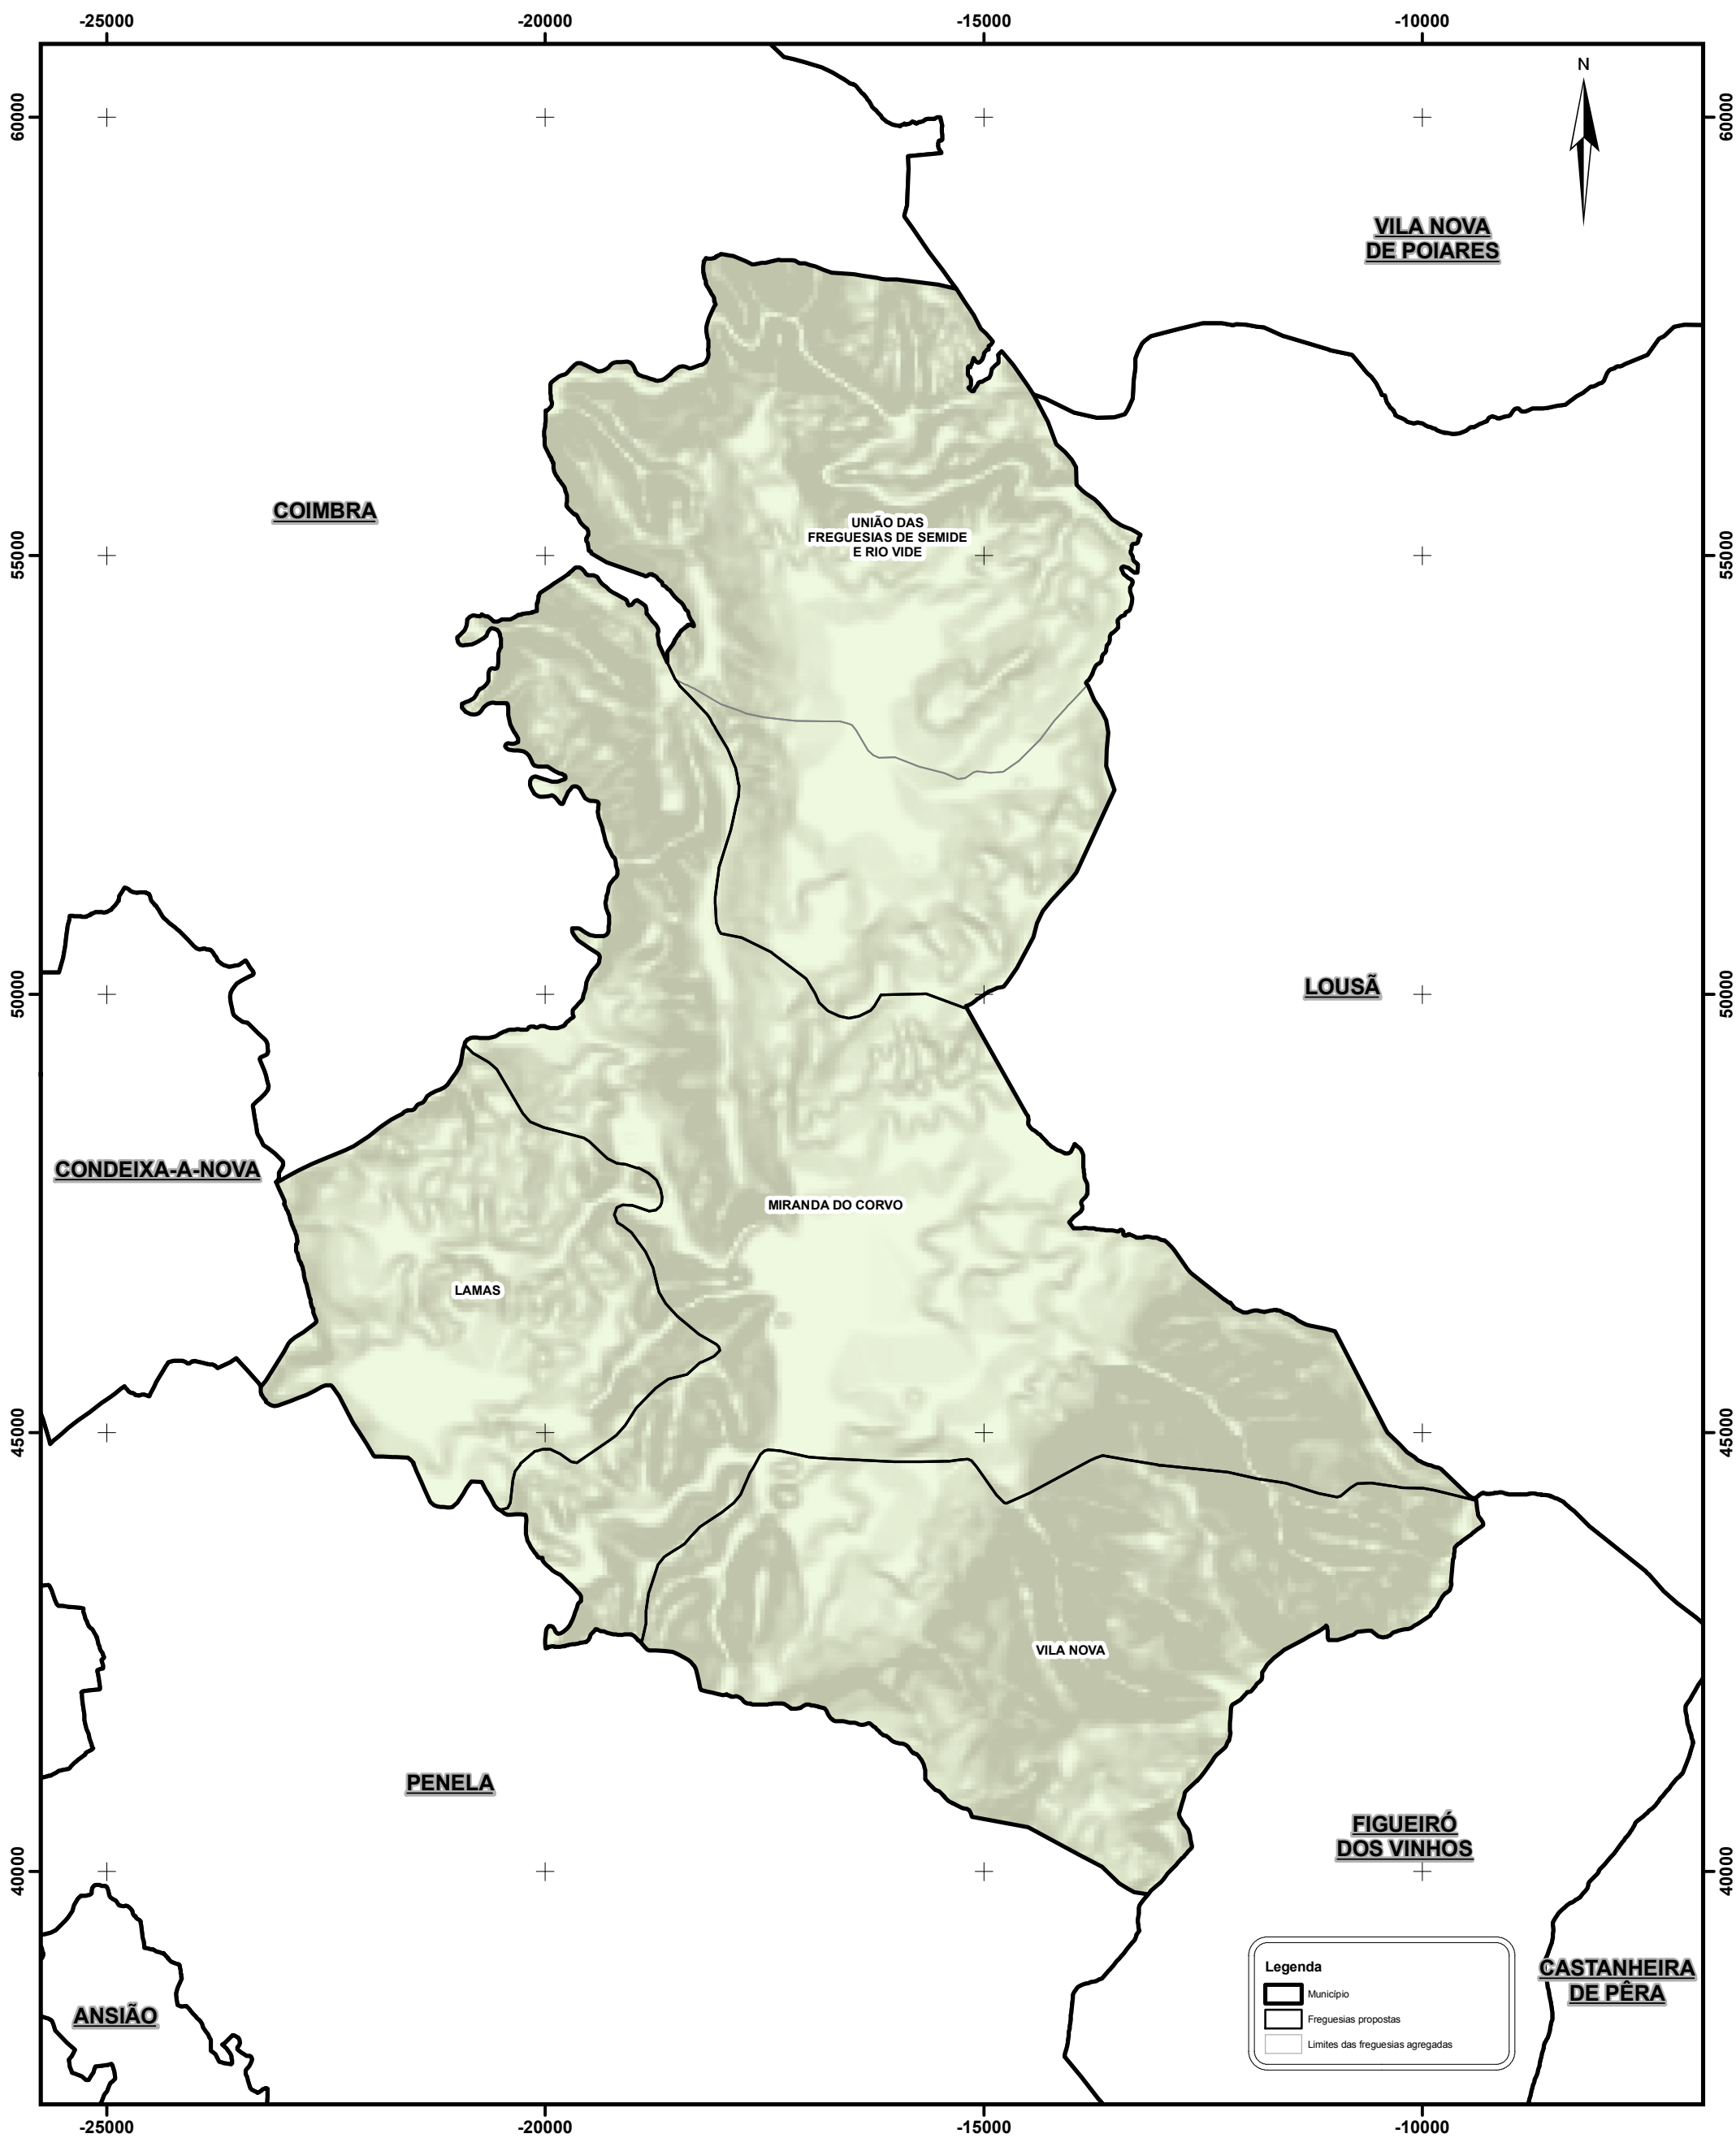 -25000
-20000
-15000
-10000
60000
60000
N
VILA NOVA
DE POIARES
COIMBRA
UNIÃO DAS
FREGUESIAS DE SEMIDE
E RIO VIDE
55000
55000
LOUSÃ
50000
50000
CONDEIXA-A-NOVA
MIRANDA DO CORVO
LAMAS
45000
45000
VILA NOVA
PENELA
FIGUEIRÓ
DOS VINHOS
40000
40000
Legenda
Município
Freguesias propostas
Limites das freguesias agregadas
CASTANHEIRA
DE PÊRA
ANSIÃO
-25000
-20000
-15000
-10000